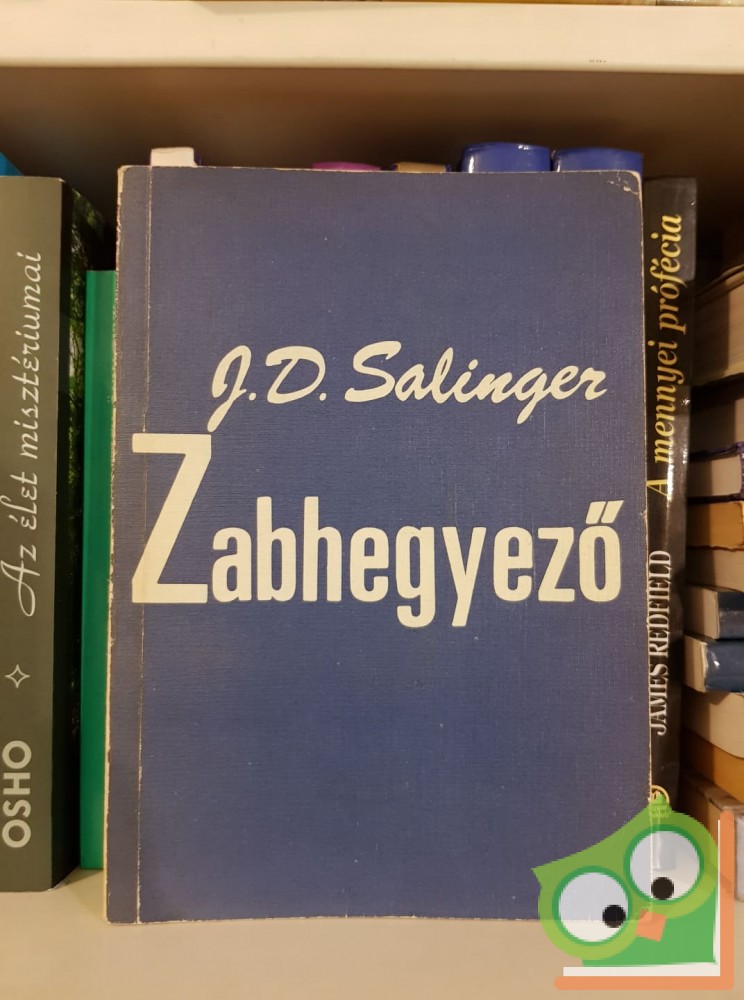 J.D. Salinger
Zabhegyező
OSHO ✧ Az élet misztériumai
JAMES REDFIELD A mennyei prófécia